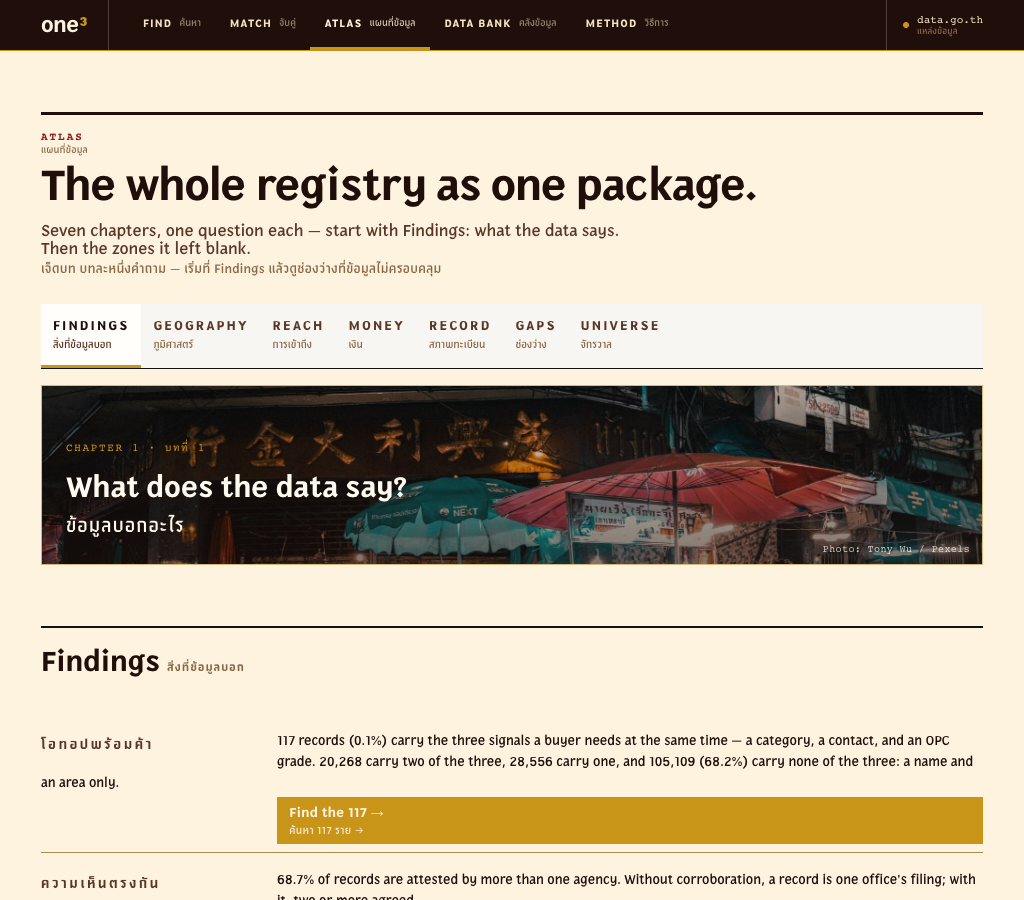 one³
FIND ค้นหา MATCH จับคู่ ATLAS แผนที่ข้อมูล DATA BANK คลังข้อมูล METHOD วิธีการ
data.go.th
แหล่งข้อมูล
ATLAS
แผนที่ข้อมูล
The whole registry as one package.
Seven chapters, one question each — start with Findings: what the data says.
Then the zones it left blank.
เจ็ดบท บทละหนึ่งคำถาม — เริ่มที่ Findings แล้วดูช่องว่างที่ข้อมูลไม่ครอบคลุม
FINDINGS GEOGRAPHY REACH MONEY RECORD GAPS UNIVERSE
สิ่งที่ข้อมูลบอก ภูมิศาสตร์ การเข้าถึง เงิน สภาพทะเบียน ช่องว่าง จักรวาล
行金大利美興
CHAPTER 1 · บทที่ 1
What does the data say?
ข้อมูลบอกอะไร
NEXT
Photo: Tony Wu / Pexels
Findings สิ่งที่ข้อมูลบอก
โอทอปพร้อมค้า
117 records (0.1%) carry the three signals a buyer needs at the same time — a category, a contact, and an OPC
grade. 20,268 carry two of the three, 28,556 carry one, and 105,109 (68.2%) carry none of the three: a name and
an area only.
Find the 117 →
ค้นหา 117 ราย →
ความเห็นตรงกัน
68.7% of records are attested by more than one agency. Without corroboration, a record is one office's filing; with
it, two or more agreed.